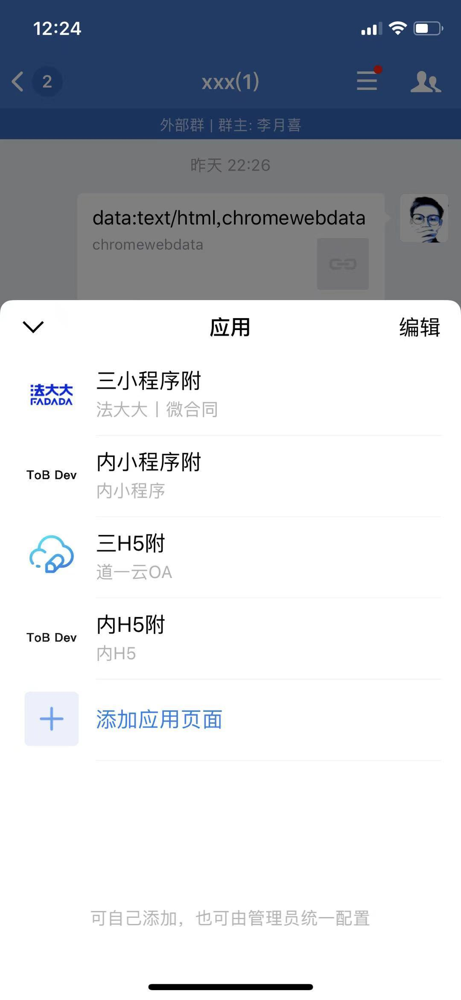 12:24
2
xxx(1)
外部群 | 群主: 李月喜
昨天 22:26
data:text/html,chromewebdata
chromewebdata
应用
编辑
法大大
FADADA
三小程序附
法大大丨微合同
ToB Dev
内小程序附
内小程序
三H5附
道一云OA
ToB Dev
内H5附
内H5
添加应用页面
可自己添加，也可由管理员统一配置